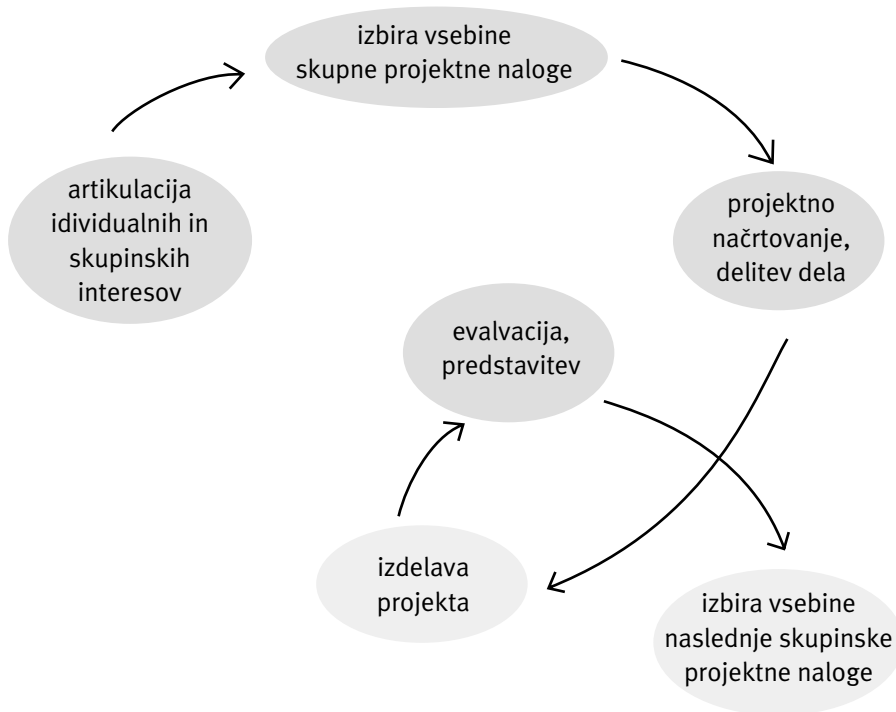 izbira vsebine
skupne projektne naloge
artikulacija
idividualnih in
skupinskih
interesov
projektno
načrtovanje,
delitev dela
evalvacija,
predstavitev
izdelava
projekta
izbira vsebine
naslednje skupinske
projektne naloge